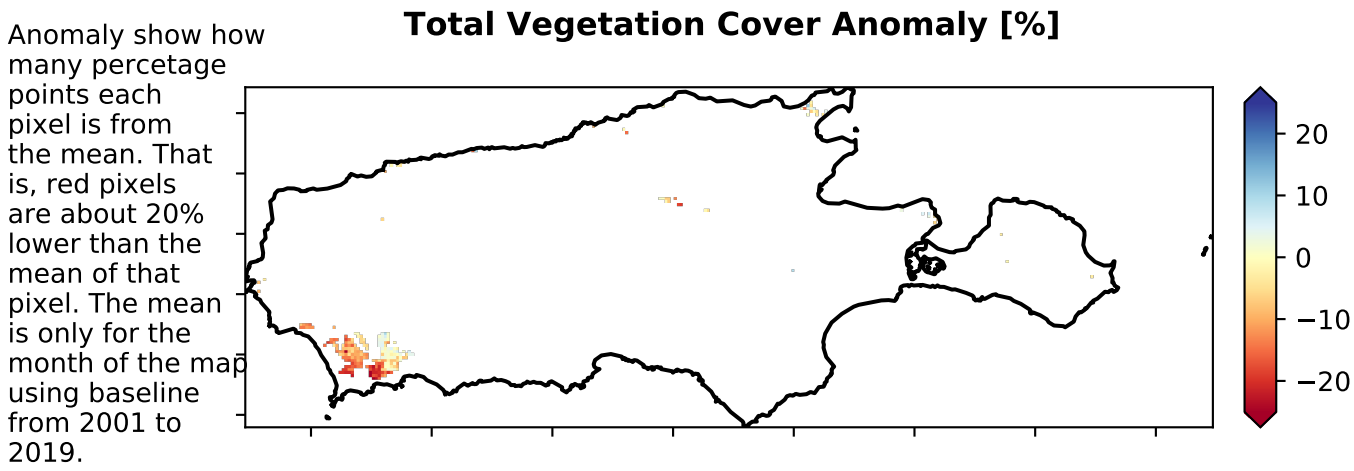 Total Vegetation Cover Anomaly [%]
Anomaly show how
many percetage
points each
pixel is from
the mean. That
is, red pixels
are about 20%
lower than the
mean of that
pixel. The mean
is only for the
month of the map
using baseline
from 2001 to
2019.
20
10
0
−10
−20